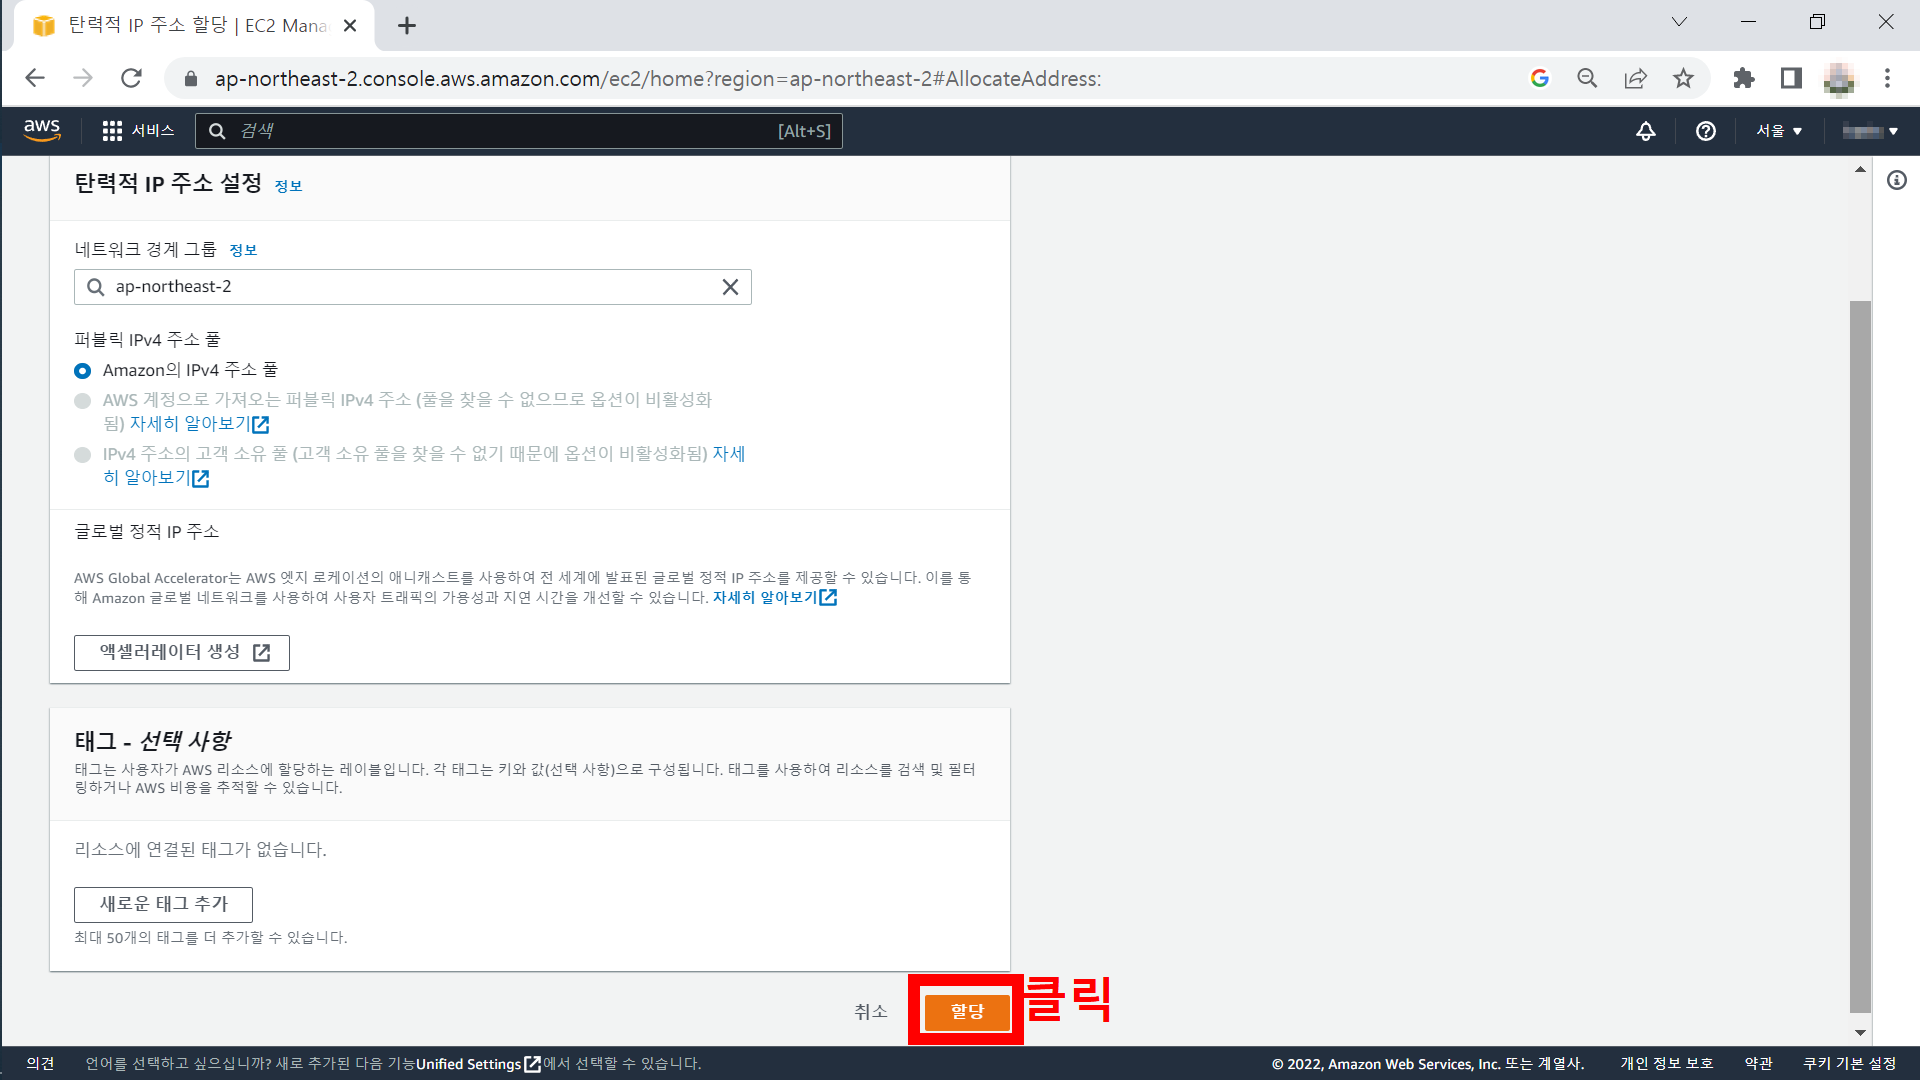 탄력적 IP 주소 할당 | EC2 Mana
ap-northeast-2.console.aws.amazon.com/ec2/home?region=ap-northeast-2#AllocateAddress:
aws 서비스 검색 [Alt+S] 서울
탄력적 IP 주소 설정 정보
네트워크 경계 그룹 정보
ap-northeast-2
퍼블릭 IPv4 주소 풀
Amazon의 IPv4 주소 풀
AWS 계정으로 가져오는 퍼블릭 IPv4 주소 (풀을 찾을 수 없으므로 옵션이 비활성화
됨) 자세히 알아보기
IPv4 주소의 고객 소유 풀 (고객 소유 풀을 찾을 수 없기 때문에 옵션이 비활성화됨) 자세
히 알아보기
글로벌 정적 IP 주소
AWS Global Accelerator는 AWS 엣지 로케이션의 애니캐스트를 사용하여 전 세계에 발표된 글로벌 정적 IP 주소를 제공할 수 있습니다. 이를 통
해 Amazon 글로벌 네트워크를 사용하여 사용자 트래픽의 가용성과 지연 시간을 개선할 수 있습니다. 자세히 알아보기
액셀러레이터 생성
태그 - 선택 사항
태그는 사용자가 AWS 리소스에 할당하는 레이블입니다. 각 태그는 키와 값(선택 사항)으로 구성됩니다. 태그를 사용하여 리소스를 검색 및 필터
링하거나 AWS 비용을 추적할 수 있습니다.
리소스에 연결된 태그가 없습니다.
새로운 태그 추가
최대 50개의 태그를 더 추가할 수 있습니다.
취소 할당 클릭
의견 언어를 선택하고 싶으십니까? 새로 추가된 다음 기능Unified Settings에서 선택할 수 있습니다. © 2022, Amazon Web Services, Inc. 또는 계열사. 개인 정보 보호 약관 쿠키 기본 설정